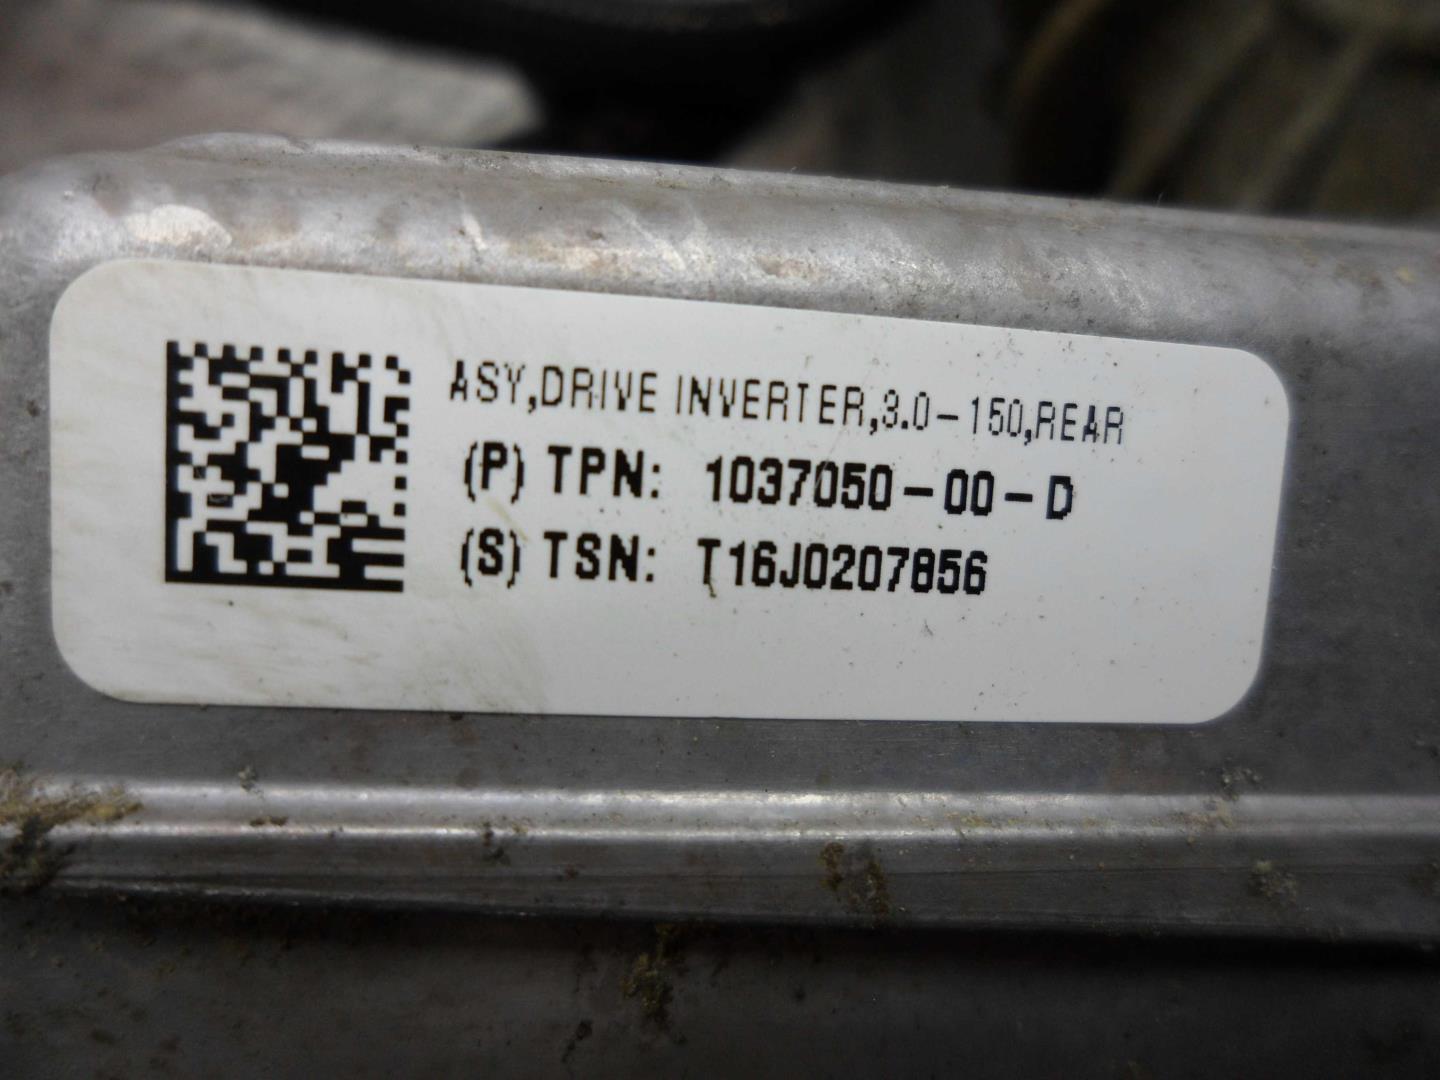 ASY,DRIVE INVERTER,3.0-150,REAR
(P) TPN: 1037050-00-D
(S) TSN: T16J0207856